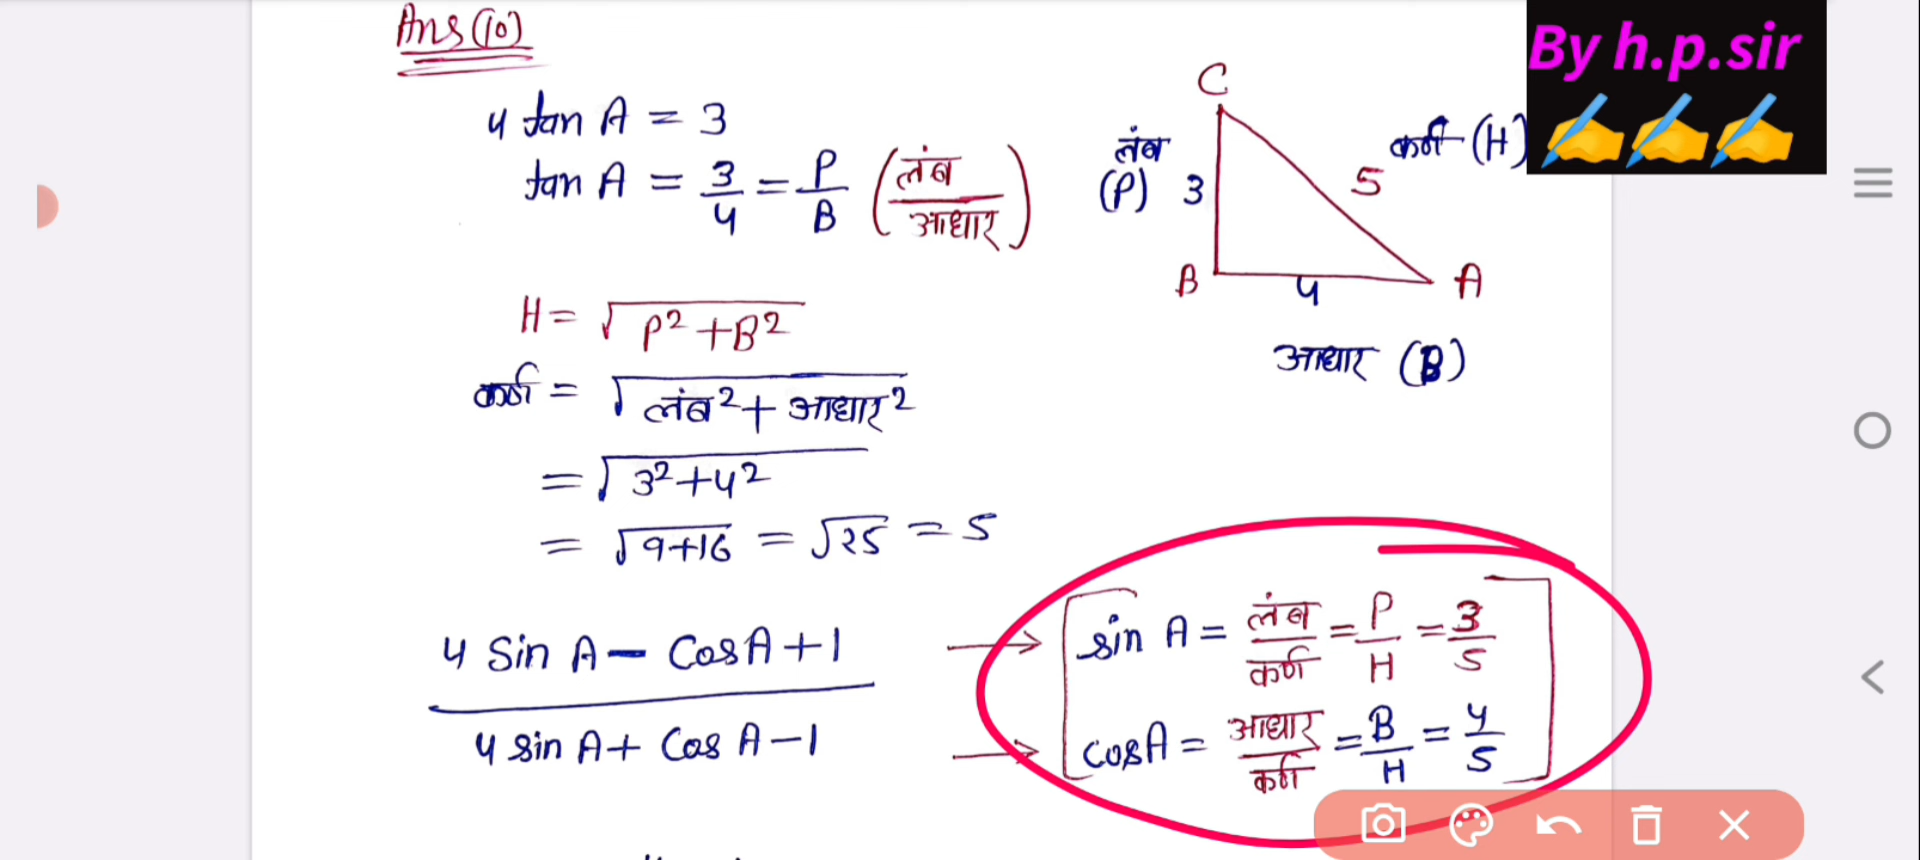 Ans (10)
By h.p.sir
4 tan A = 3
tan A = 3/4 = P/B (लंब/आधार)
C
लंब
(P) 3
कर्ण (H)
5
B
4
A
आधार (B)
H = √P²+B²
कर्ण = √लंब²+आधार²
= √3²+4²
= √9+16 = √25 = 5
4 Sin A - Cos A + 1
4 Sin A + Cos A - 1
→ sin A = लंब/कर्ण = P/H = 3/5
→ cos A = आधार/कर्ण = B/H = 4/5